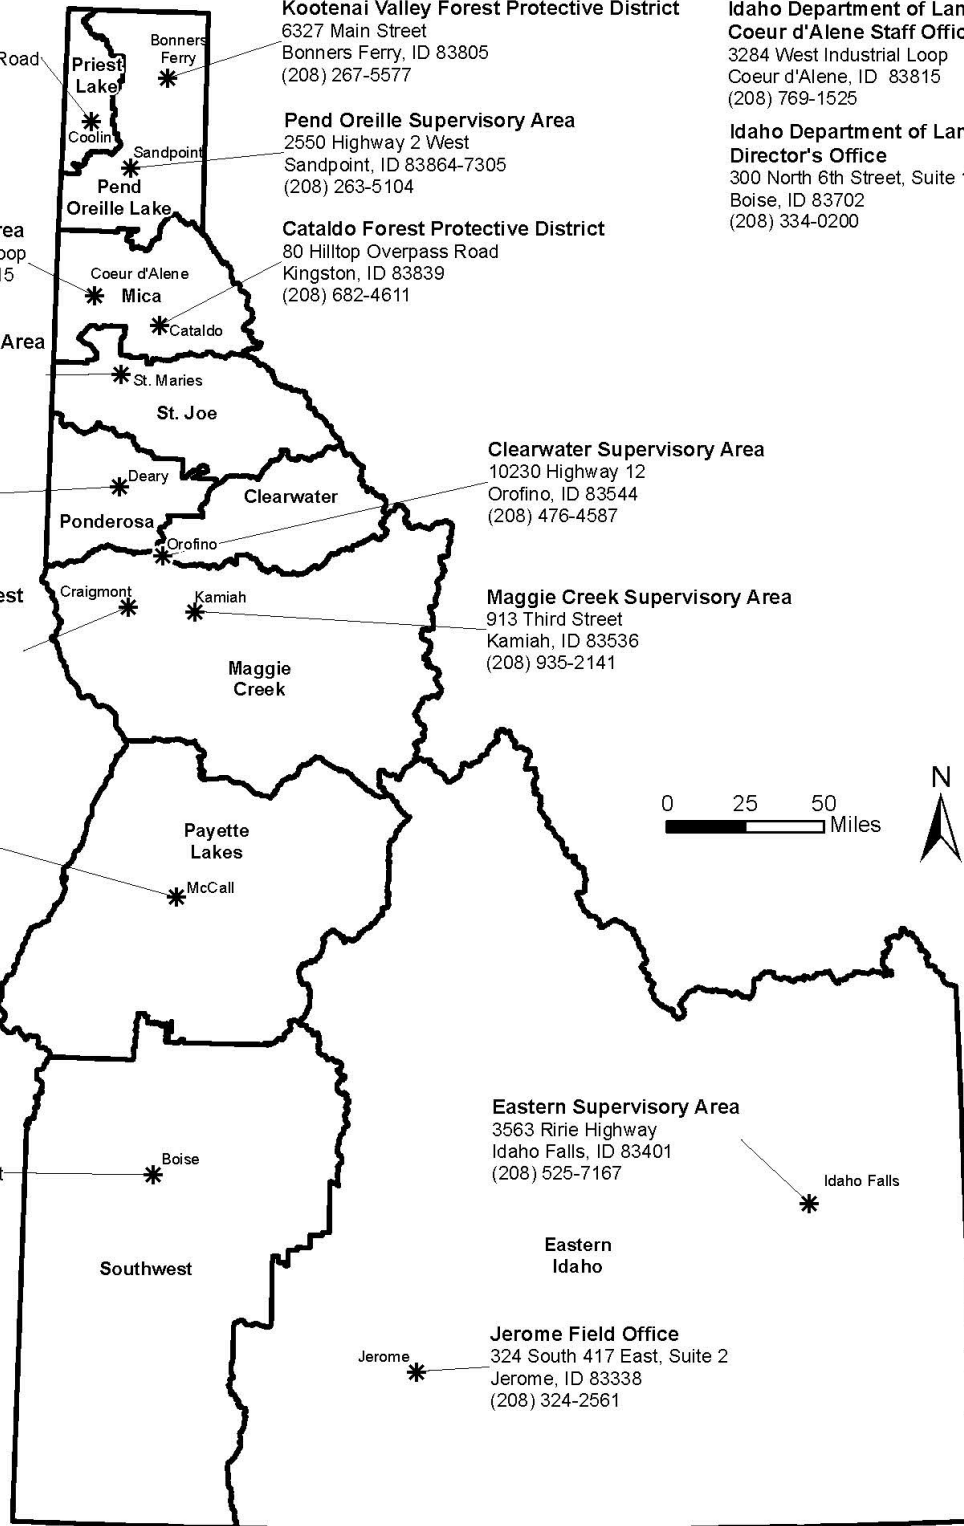 Kootenai Valley Forest Protective District
6327 Main Street
Bonners Ferry, ID 83805
(208) 267-5577
Idaho Department of Lan
Coeur d'Alene Staff Offic
3284 West Industrial Loop
Coeur d'Alene, ID 83815
(208) 769-1525
Pend Oreille Supervisory Area
2550 Highway 2 West
Sandpoint, ID 83864-7305
(208) 263-5104
Idaho Department of Lan
Director's Office
300 North 6th Street, Suite
Boise, ID 83702
(208) 334-0200
Cataldo Forest Protective District
80 Hilltop Overpass Road
Kingston, ID 83839
(208) 682-4611
Road
Bonners
Ferry
Priest
Lake
Coolin
Sandpoint
Pend
Oreille Lake
rea
oop
15
Coeur d'Alene
Mica
Cataldo
Area
St. Maries
St. Joe
Clearwater Supervisory Area
10230 Highway 12
Orofino, ID 83544
(208) 476-4587
Deary
Clearwater
Ponderosa
Orofino
est
Craigmont
Kamiah
Maggie Creek Supervisory Area
913 Third Street
Kamiah, ID 83536
(208) 935-2141
Maggie
Creek
N
0 25 50
Miles
Payette
Lakes
McCall
Eastern Supervisory Area
3563 Ririe Highway
Idaho Falls, ID 83401
(208) 525-7167
Boise
t
Idaho Falls
Eastern
Idaho
Southwest
Jerome Field Office
324 South 417 East, Suite 2
Jerome, ID 83338
(208) 324-2561
Jerome